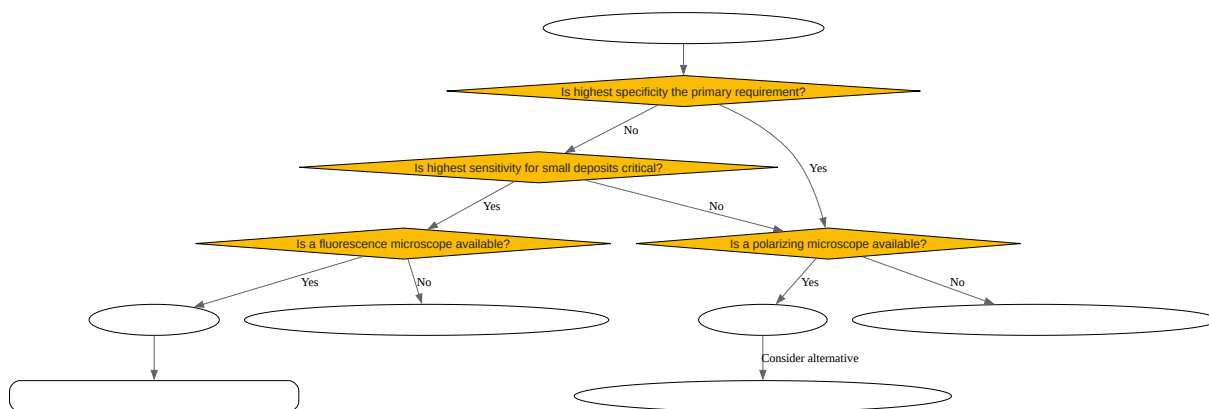 Is highest specificity the primary requirement?
No
Yes
Is highest sensitivity for small deposits critical?
Yes
No
Is a fluorescence microscope available?
Is a polarizing microscope available?
Yes
No
Yes
No
Consider alternative